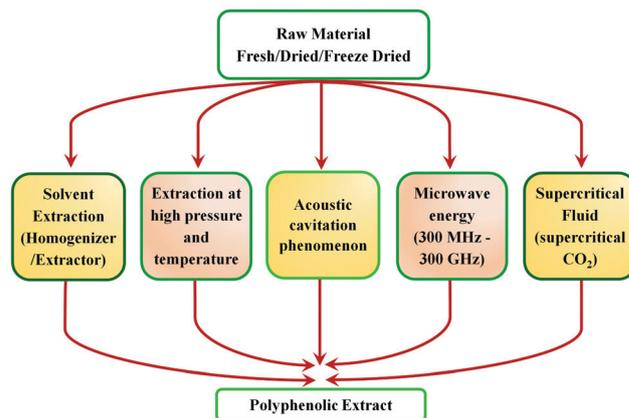 Raw Material
Fresh/Dried/Freeze Dried
Solvent
Extraction
(Homogenizer
/Extractor)
Extraction at
high pressure
and
temperature
Acoustic
cavitation
phenomenon
Microwave
energy
(300 MHz -
300 GHz)
Supercritical
Fluid
(supercritical
CO₂)
Polyphenolic Extract